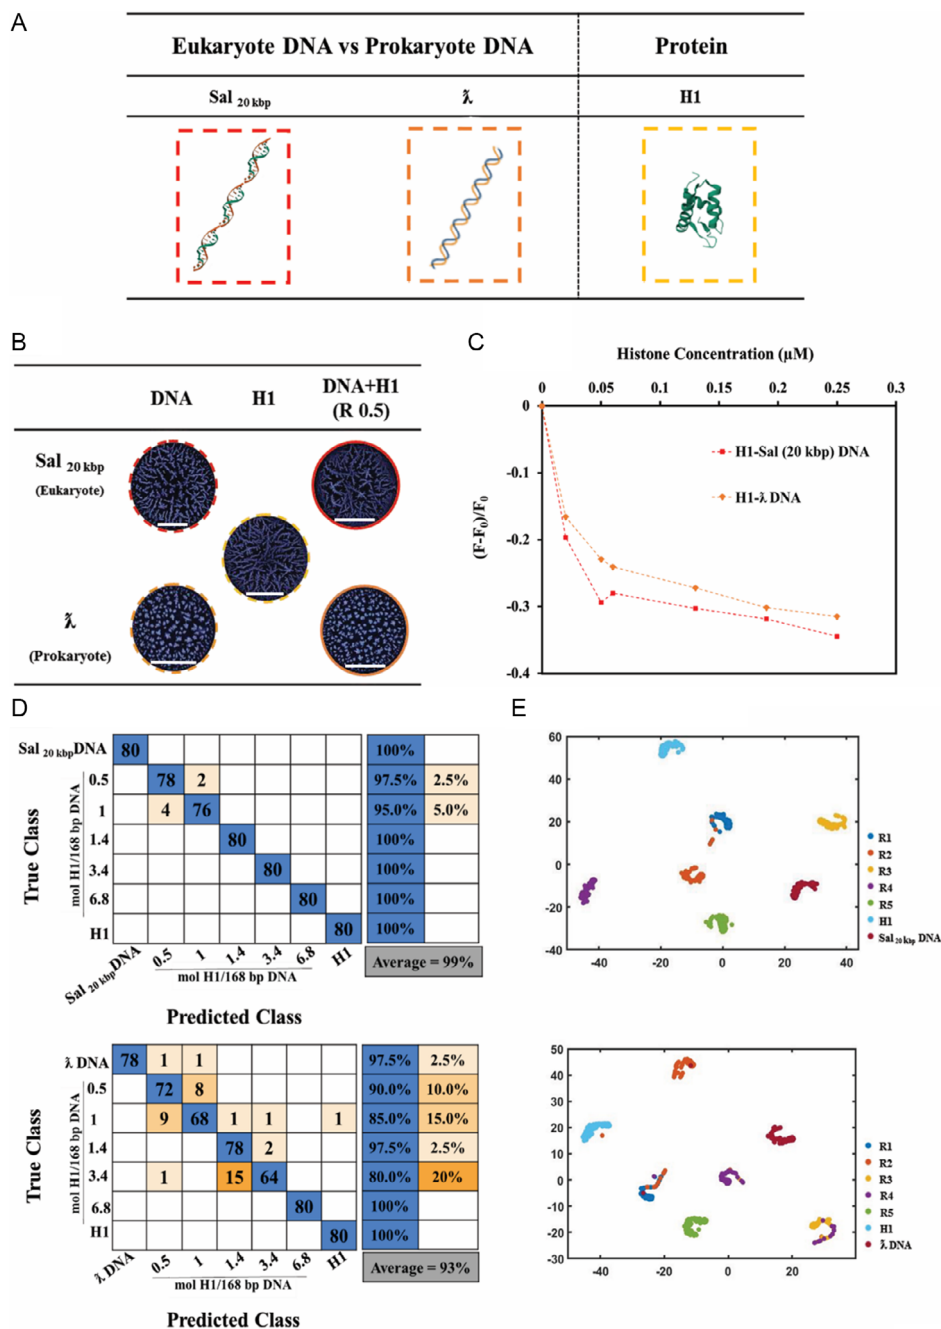 A
Eukaryote DNA vs Prokaryote DNA Protein
Sal 20 kbp ƛ H1
B
DNA H1 DNA+H1
(R 0.5)
Sal 20 kbp
(Eukaryote)
ƛ
(Prokaryote)
C
Histone Concentration (µM)
0 0.05 0.1 0.15 0.2 0.25 0.3
0
-0.1
-0.2
-0.3
-0.4
(F-F0)/F0
H1-Sal (20 kbp) DNA
H1-ƛ DNA
D
True Class
mol H1/168 bp DNA
Sal 20 kbp DNA 80 100%
0.5 78 2 97.5% 2.5%
1 4 76 95.0% 5.0%
1.4 80 100%
3.4 80 100%
6.8 80 100%
H1 80 100%
Sal 20 kbp DNA 0.5 1 1.4 3.4 6.8 H1
mol H1/168 bp DNA
Average = 99%
Predicted Class
True Class
mol H1/168 bp DNA
ƛ DNA 78 1 1 97.5% 2.5%
0.5 72 8 90.0% 10.0%
1 9 68 1 1 1 85.0% 15.0%
1.4 78 2 97.5% 2.5%
3.4 1 15 64 80.0% 20%
6.8 80 100%
H1 80 100%
ƛ DNA 0.5 1 1.4 3.4 6.8 H1
mol H1/168 bp DNA
Average = 93%
Predicted Class
E
60
40
20
0
-20
-40
-40 -20 0 20 40
R1
R2
R3
R4
R5
H1
Sal 20 kbp DNA
50
40
30
20
10
0
-10
-20
-30
-40 -20 0 20
R1
R2
R3
R4
R5
H1
ƛ DNA